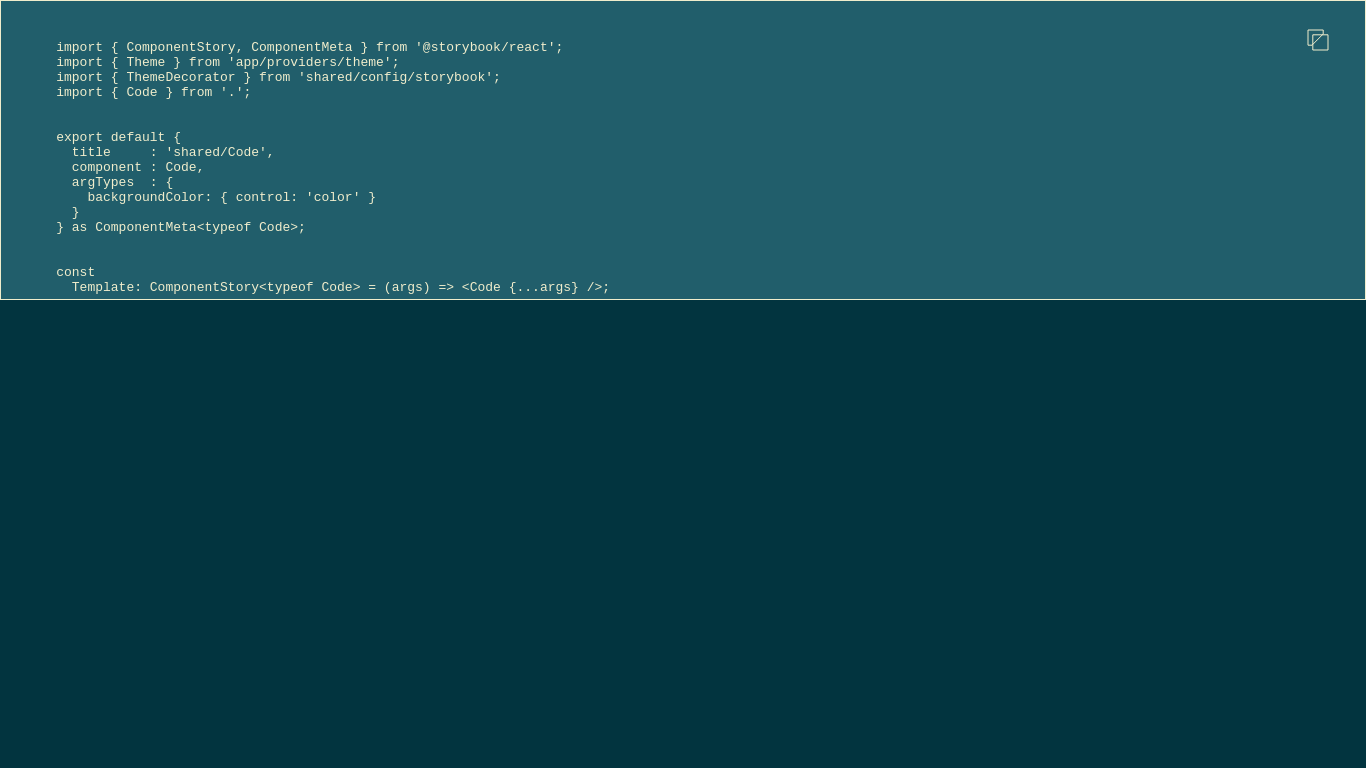 import { ComponentStory, ComponentMeta } from '@storybook/react';
import { Theme } from 'app/providers/theme';
import { ThemeDecorator } from 'shared/config/storybook';
import { Code } from '.';
export default {
  title     : 'shared/Code',
  component : Code,
  argTypes  : {
    backgroundColor: { control: 'color' }
  }
} as ComponentMeta<typeof Code>;
const
  Template: ComponentStory<typeof Code> = (args) => <Code {...args} />;